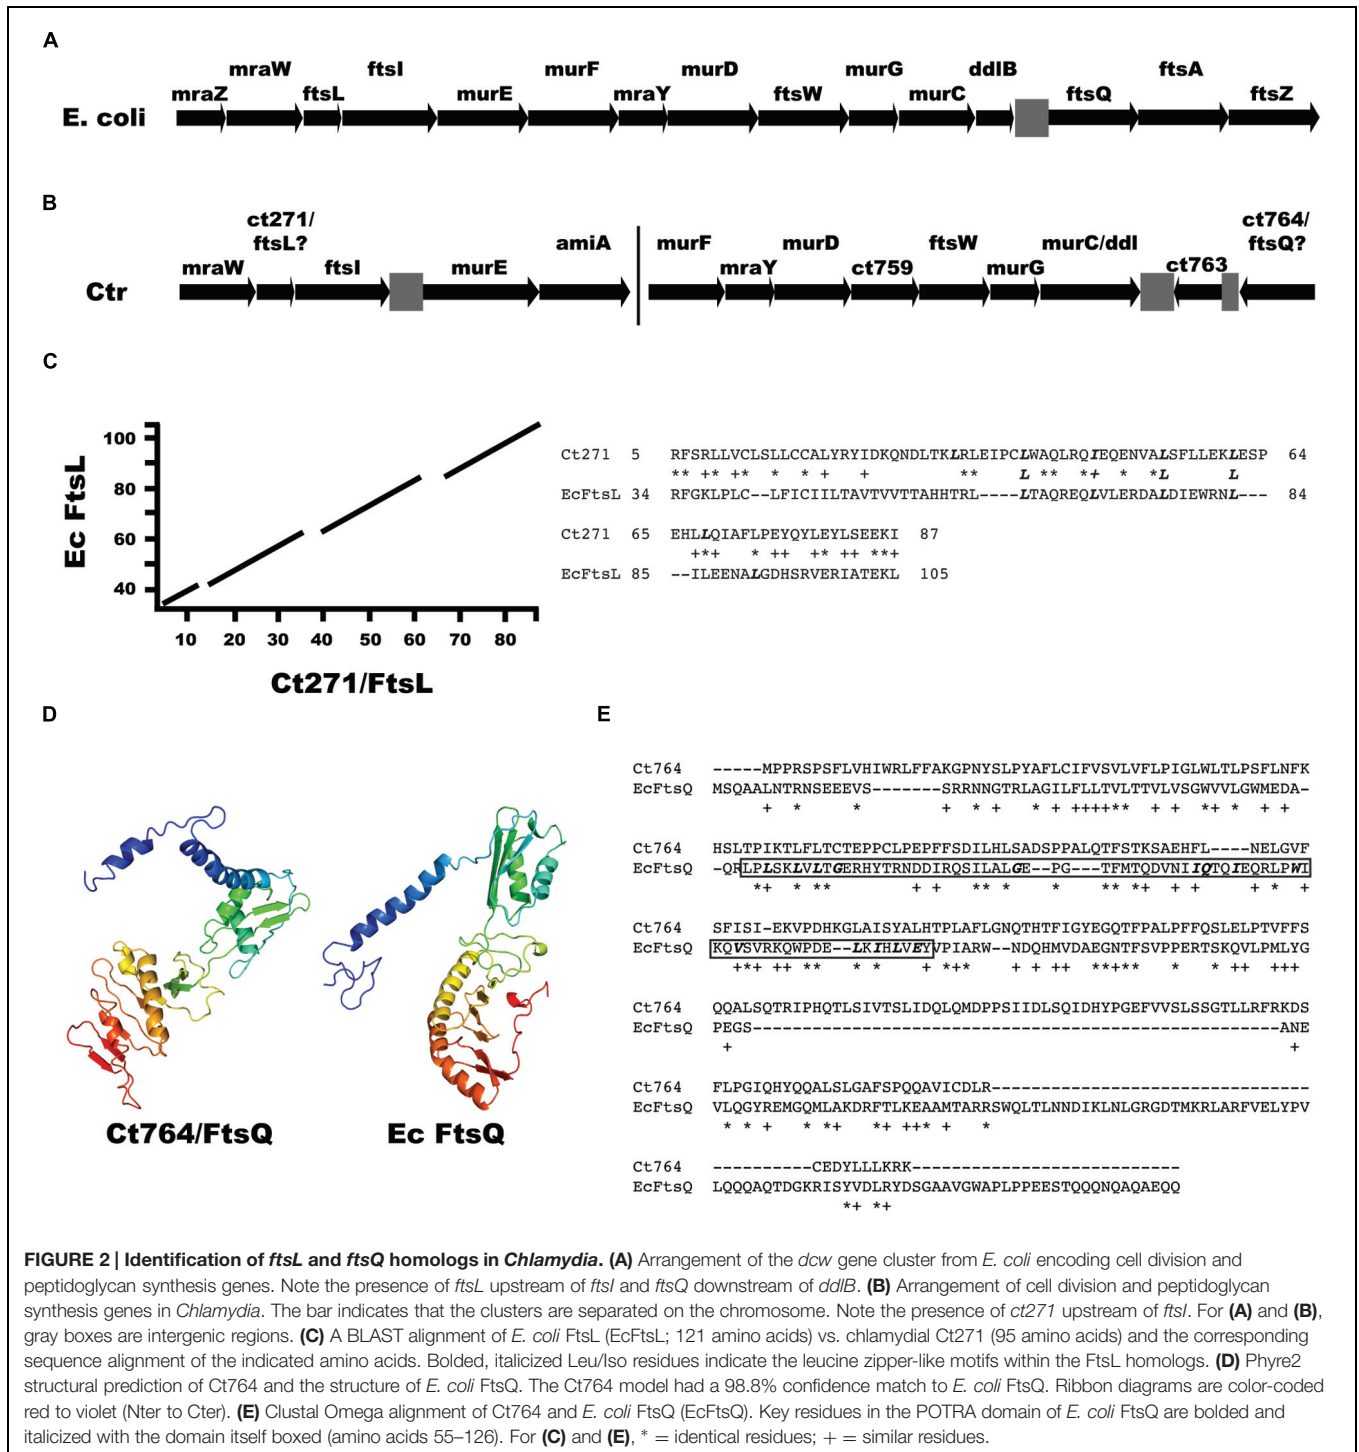 A
mraW ftsI murF murD murG ddlB ftsA
mraZ ftsL murE mraY ftsW murC ftsQ ftsZ
E. coli
B
ct271/ ct764/
ftsL? amiA murF murD ftsW murC/ddl ftsQ?
mraW ftsI murE mraY ct759 murG ct763
Ctr
C
Ec FtsL
100
80
60
40
10 20 30 40 50 60 70 80
Ct271/FtsL
Ct271 5 RFSRLLVCLSLLCCALYRYIDKQNDLTKLRLEIPCLWAQLRQIEQENVALSFLLEKLESP 64
** +* +* * + + ** L ** *+ * *L L
EcFtsL 34 RFGKLPLC--LFICIILTAVTVVTTAHHTRL----LTAQREQLVLERDALDIEWRNL--- 84
Ct271 65 EHLLQIAFLPEYQYLEYLSEEKI 87
+*+ * ++ +* ++ **+
EcFtsL 85 --ILEENALGDHSRVERIATEKL 105
D
Ct764/FtsQ
Ec FtsQ
E
Ct764 -----MPPRSPSFLVHIWRLFFAKGPNYSLPYAFLCIFVSVLVFLPIGLWLTLPSFLNFK
EcFtsQ MSQAALNTRNSEEEVS-------SRRNNGTRLAGILFLLTVLTTVLVSGWVVLGWMEDA-
+ * * + * + * + ++++** * + * * * + * + +
Ct764 HSLTPIKTLFLTCTEPPCLPEPFFSDILHLSADSPPALQTFSTKSAEHFL----NELGVF
EcFtsQ -QRLPLSKLVLTGERHYTRNDDIRQSILALGE--PG---TFMTQDVNIIQTQIEQRLPWI
*+ * ** + + ** * * ** * + + + * +
Ct764 SFISI-EKVPDHKGLAISYALHTPLAFLGNQTHTFIGYEGQTFPALPFFQSLELPTVFFS
EcFtsQ KQVSVRKQWPDE--LKIHLVEYVPIARW--NDQHMVDAEGNTFSVPPERTSKQVLPMLYG
+*+ ++ ** * + + *+* + * + + **+** * * ++ +++
Ct764 QQALSQTRIPHQTLSIVTSLIDQLQMDPPSIIDLSQIDHYPGEFVVSLSSGTLLRFRKDS
EcFtsQ PEGS-----------------------------------------------------ANE
+ +
Ct764 FLPGIQHYQQALSLGAFSPQQAVICDLR--------------------------------
EcFtsQ VLQGYREMGQMLAKDRFTLKEAAMTARRSWQLTLNNDIKLNLGRGDTMKRLARFVELYPV
* * + * *+ *+ ++* + *
Ct764 ----------CEDYLLLKRK---------------------------
EcFtsQ LQQQAQTDGKRISYVDLRYDSGAAVGWAPLPPEESTQQQNQAQAEQQ
*+ *+
FIGURE 2 | Identification of ftsL and ftsQ homologs in Chlamydia. (A) Arrangement of the dcw gene cluster from E. coli encoding cell division and
peptidoglycan synthesis genes. Note the presence of ftsL upstream of ftsI and ftsQ downstream of ddlB. (B) Arrangement of cell division and peptidoglycan
synthesis genes in Chlamydia. The bar indicates that the clusters are separated on the chromosome. Note the presence of ct271 upstream of ftsI. For (A) and (B),
gray boxes are intergenic regions. (C) A BLAST alignment of E. coli FtsL (EcFtsL; 121 amino acids) vs. chlamydial Ct271 (95 amino acids) and the corresponding
sequence alignment of the indicated amino acids. Bolded, italicized Leu/Iso residues indicate the leucine zipper-like motifs within the FtsL homologs. (D) Phyre2
structural prediction of Ct764 and the structure of E. coli FtsQ. The Ct764 model had a 98.8% confidence match to E. coli FtsQ. Ribbon diagrams are color-coded
red to violet (Nter to Cter). (E) Clustal Omega alignment of Ct764 and E. coli FtsQ (EcFtsQ). Key residues in the POTRA domain of E. coli FtsQ are bolded and
italicized with the domain itself boxed (amino acids 55–126). For (C) and (E), * = identical residues; + = similar residues.